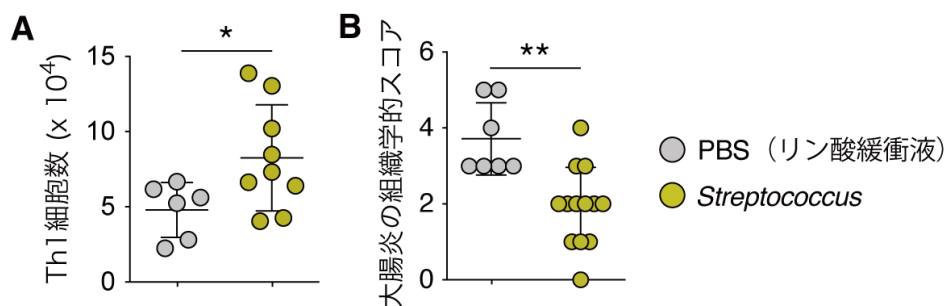 A
*
Th1細胞数 (x 10⁴)
15
10
5
0
B
**
大腸炎の組織学的スコア
6
4
2
0
PBS（リン酸緩衝液）
Streptococcus